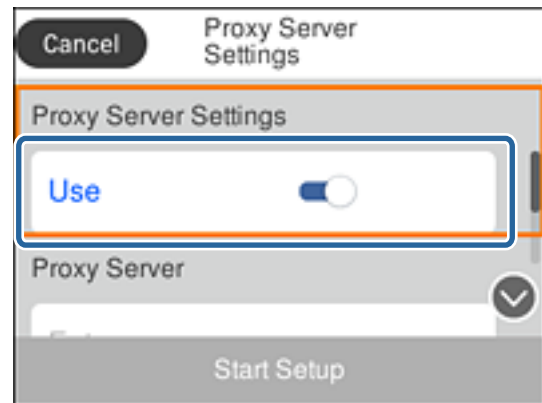 Cancel
Proxy Server
Settings
Proxy Server Settings
Use
Proxy Server
Start Setup